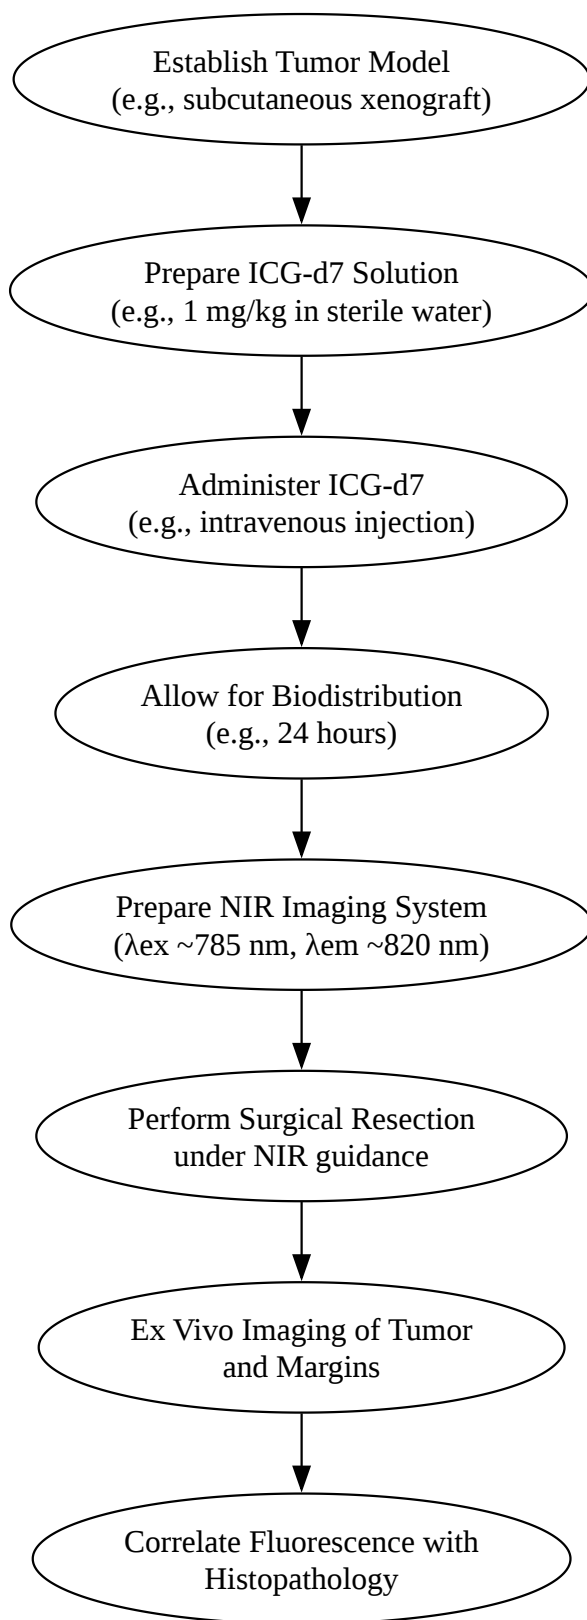 Establish Tumor Model
(e.g., subcutaneous xenograft)
Prepare ICG-d7 Solution
(e.g., 1 mg/kg in sterile water)
Administer ICG-d7
(e.g., intravenous injection)
Allow for Biodistribution
(e.g., 24 hours)
Prepare NIR Imaging System
(λex ~785 nm, λem ~820 nm)
Perform Surgical Resection
under NIR guidance
Ex Vivo Imaging of Tumor
and Margins
Correlate Fluorescence with
Histopathology